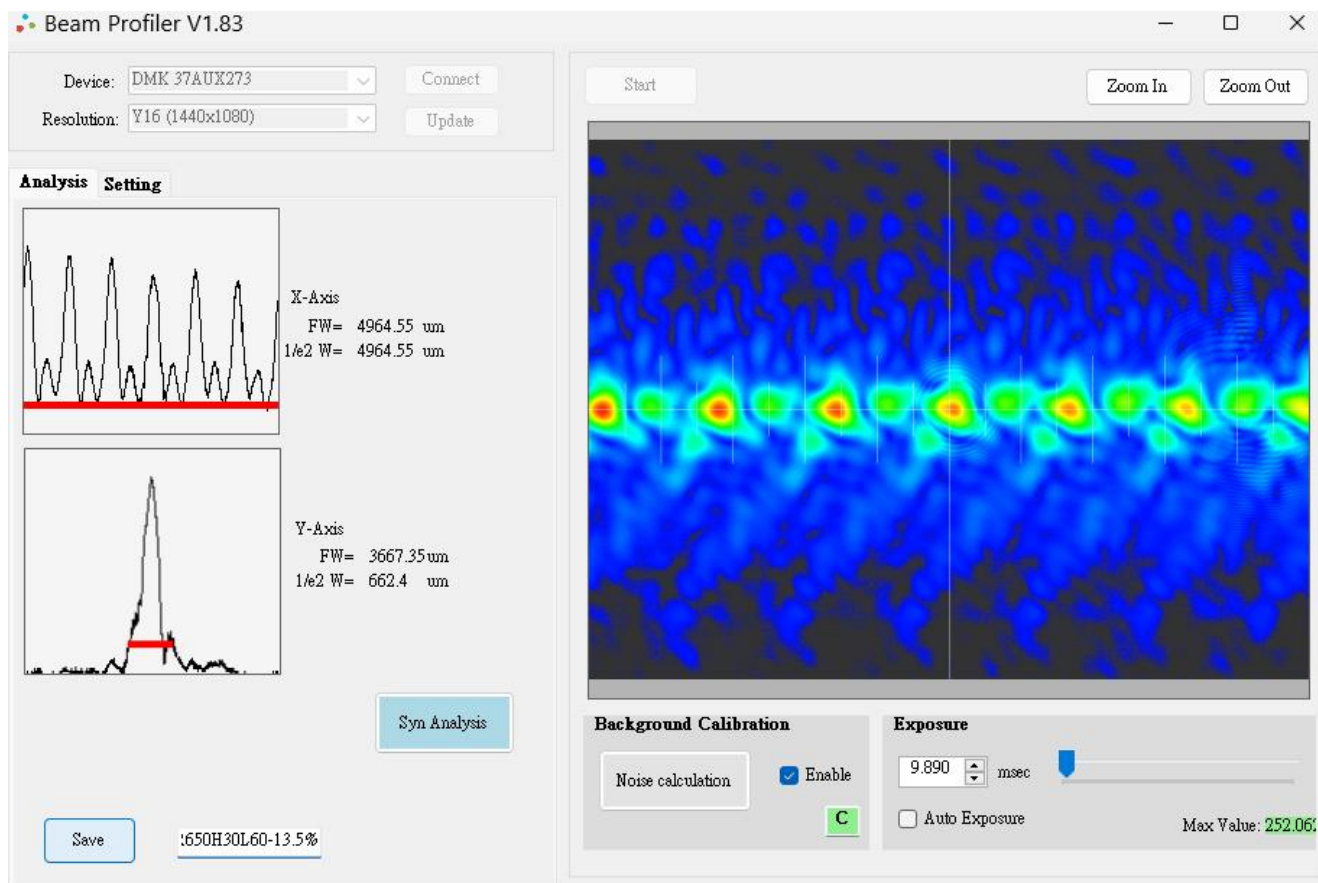 Beam Profiler V1.83
Device: DMK 37AUX273 Connect
Resolution: Y16 (1440x1080) Update
Start Zoom In Zoom Out
Analysis Setting
X-Axis
FW= 4964.55 um
1/e2 W= 4964.55 um
Y-Axis
FW= 3667.35 um
1/e2 W= 662.4 um
Syn Analysis
Save :650H30L60-13.5%
Background Calibration
Noise calculation Enable
C
Exposure
9.890 msec
Auto Exposure
Max Value: 252.06